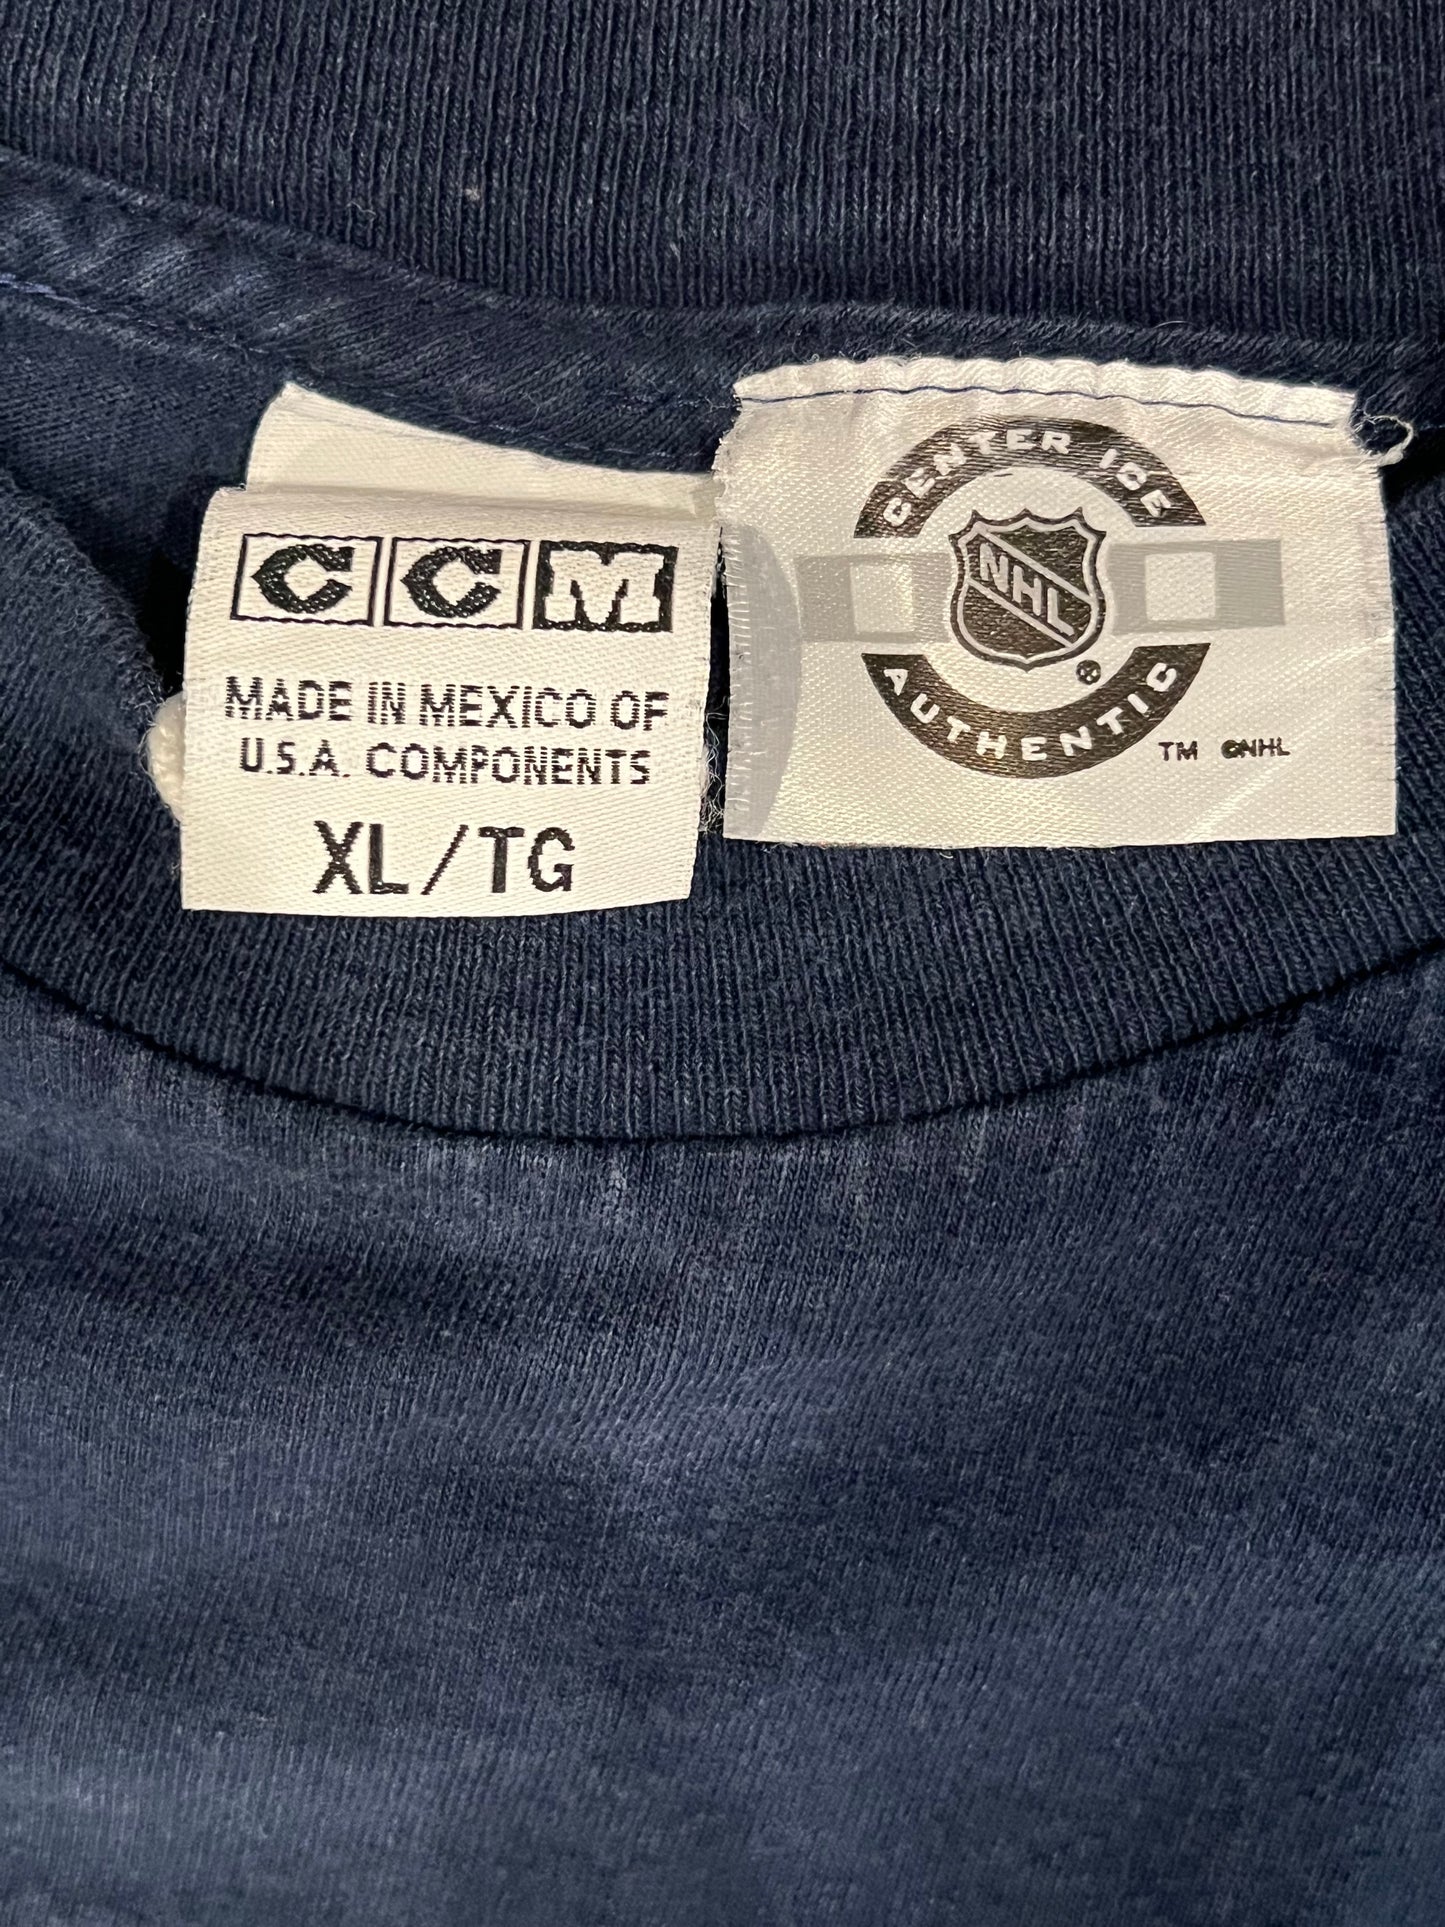 CCM
MADE IN MEXICO OF
U.S.A. COMPONENTS
XL/TG
CENTER ICE
NHL
®
AUTHENTIC
TM ©NHL